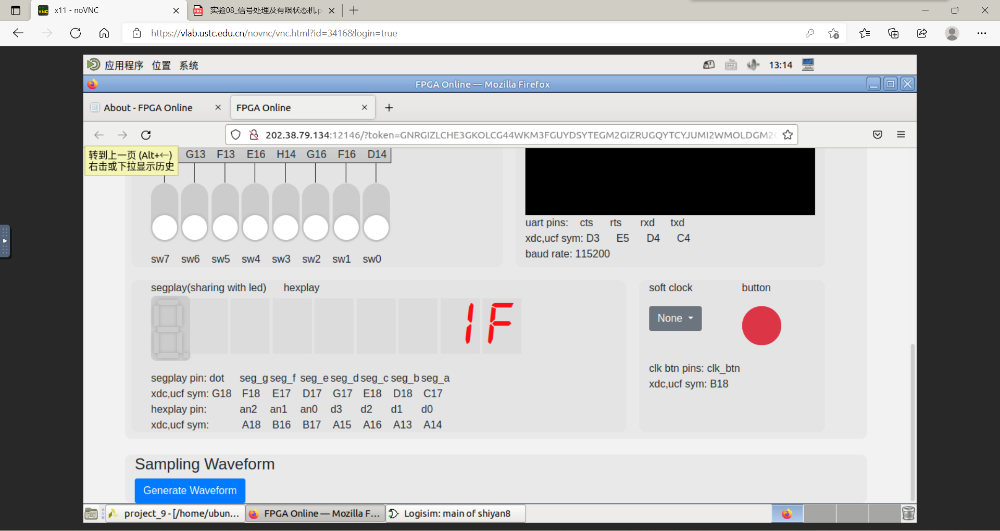 x11 - noVNC
实验08_信号处理及有限状态机.p
https://vlab.ustc.edu.cn/novnc/vnc.html?id=3416&login=true
应用程序 位置 系统
13:14
FPGA Online — Mozilla Firefox
About - FPGA Online
FPGA Online
202.38.79.134:12146/?token=GNRGIZLCHE3GKOLCG44WKM3FGUYDSYTEGM2GIZRUGQYTCYJUMI2WMOLDGM2C
转到上一页 (Alt+←)
右击或下拉显示历史
G13 F13 E16 H14 G16 F16 D14
sw7 sw6 sw5 sw4 sw3 sw2 sw1 sw0
uart pins: cts rts rxd txd
xdc,ucf sym: D3 E5 D4 C4
baud rate: 115200
segplay(sharing with led) hexplay
1F
segplay pin: dot seg_g seg_f seg_e seg_d seg_c seg_b seg_a
xdc,ucf sym: G18 F18 E17 D17 G17 E18 D18 C17
hexplay pin: an2 an1 an0 d3 d2 d1 d0
xdc,ucf sym: A18 B16 B17 A15 A16 A13 A14
soft clock button
None
clk btn pins: clk_btn
xdc,ucf sym: B18
Sampling Waveform
Generate Waveform
project_9 - [/home/ubun...
FPGA Online — Mozilla F...
Logisim: main of shiyan8